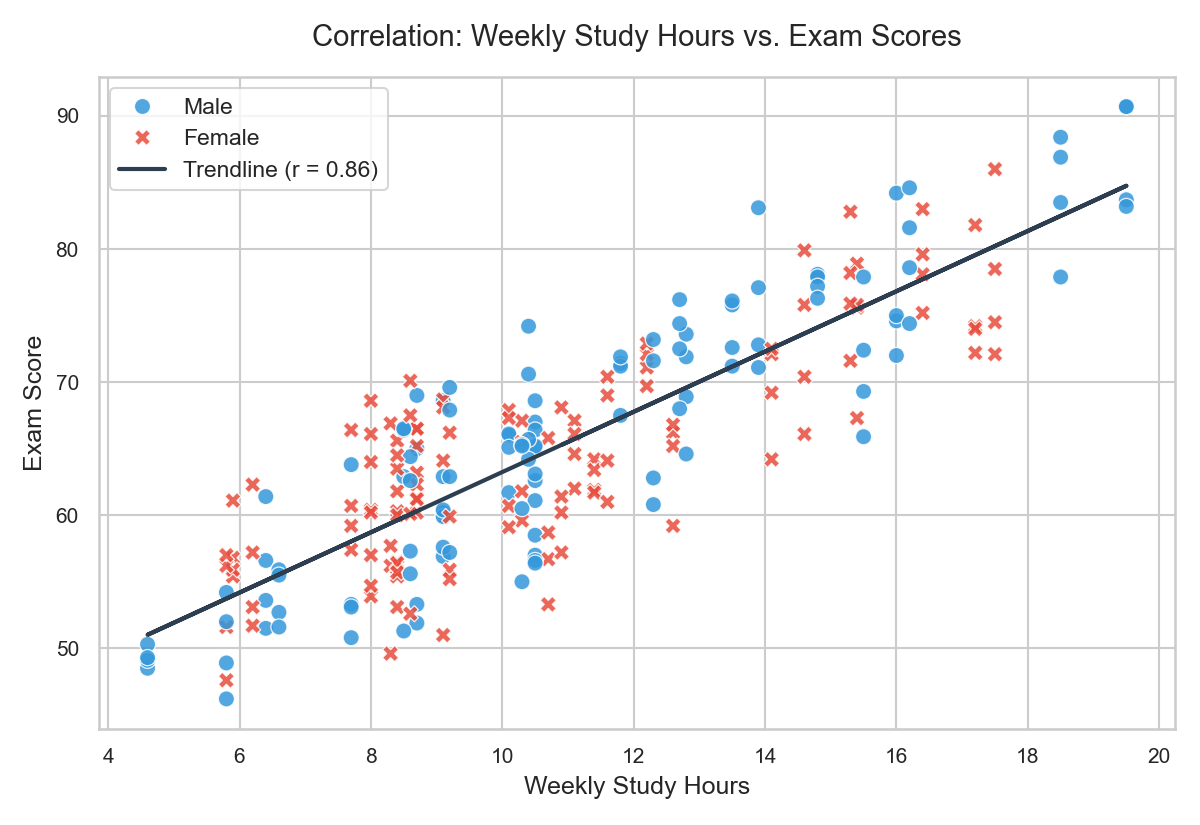 Correlation: Weekly Study Hours vs. Exam Scores
Male
Female
Trendline (r = 0.86)
Exam Score
90
80
70
60
50
4 6 8 10 12 14 16 18 20
Weekly Study Hours